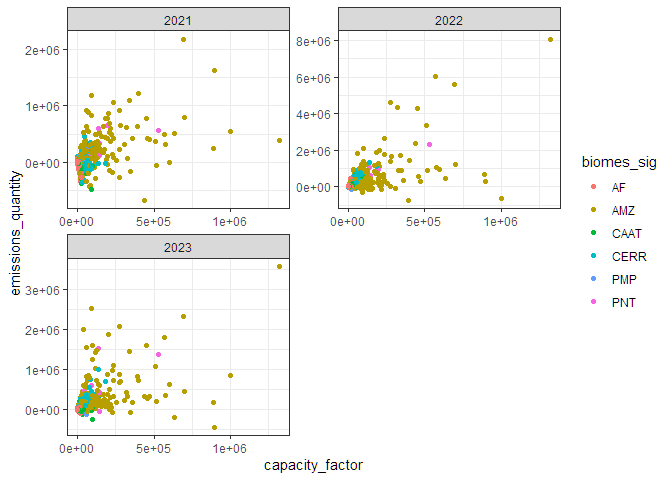 2021
2022
2e+06
1e+06
0e+00
0e+00
5e+05
1e+06
8e+06
6e+06
4e+06
2e+06
0e+00
0e+00
5e+05
1e+06
2023
3e+06
2e+06
1e+06
0e+00
0e+00
5e+05
1e+06
emissions_quantity
capacity_factor
biomes_sig
AF
AMZ
CAAT
CERR
PMP
PNT